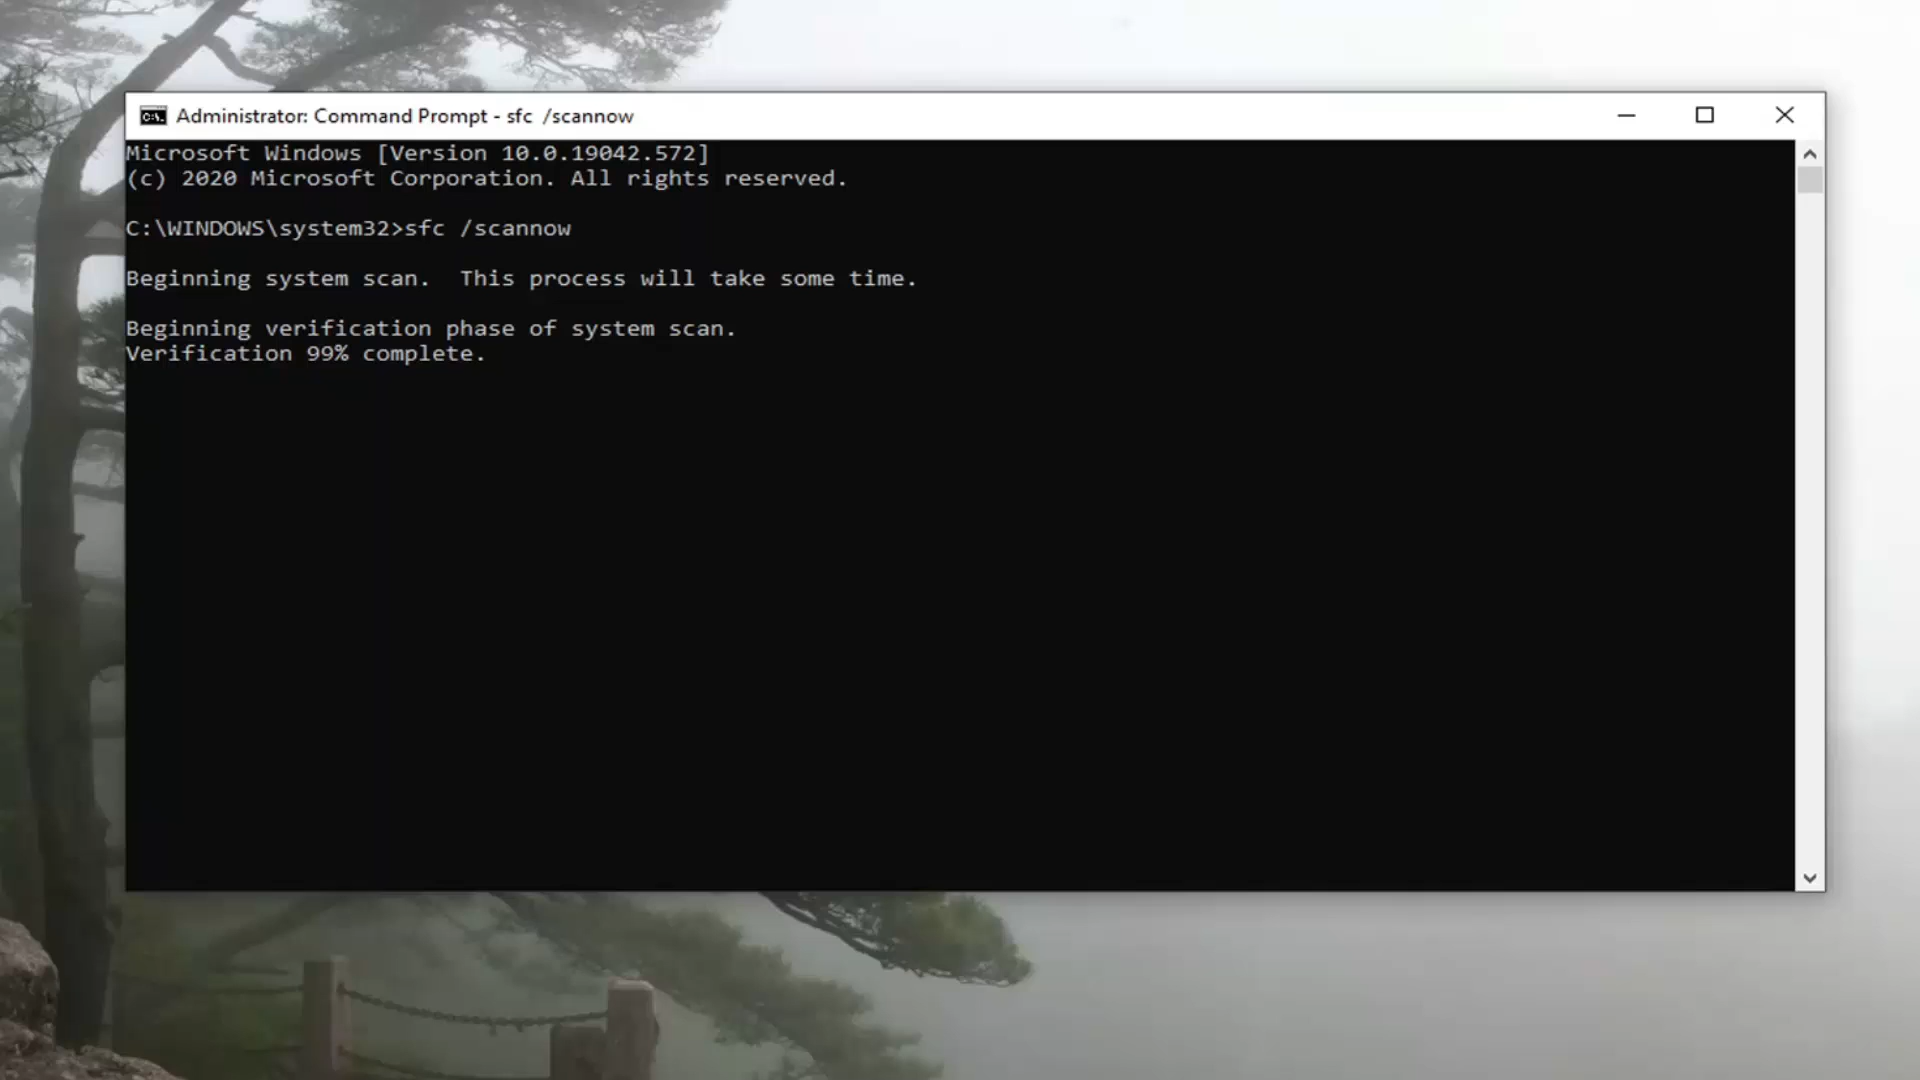 Administrator: Command Prompt - sfc  /scannow
Microsoft Windows [Version 10.0.19042.572]
(c) 2020 Microsoft Corporation. All rights reserved.
C:\WINDOWS\system32>sfc /scannow
Beginning system scan.  This process will take some time.
Beginning verification phase of system scan.
Verification 99% complete.